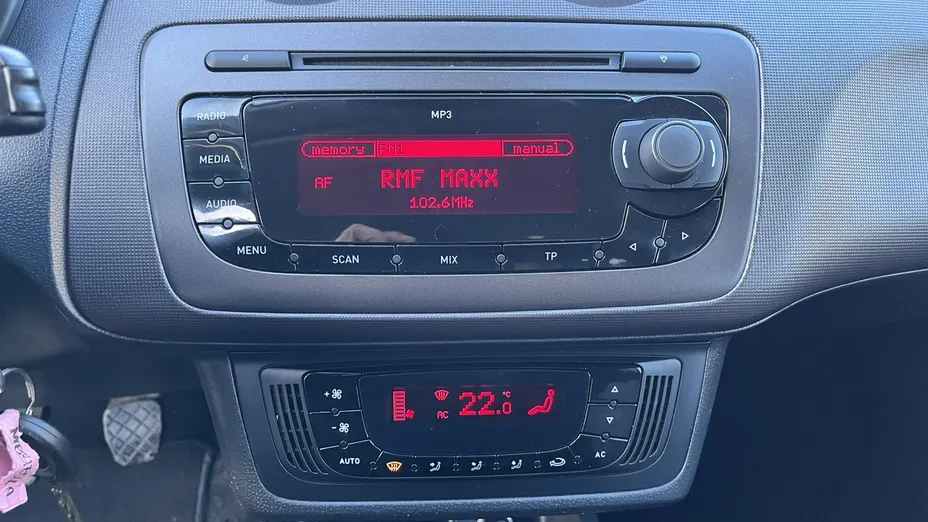 MP3
RADIO
MEDIA
AUDIO
MENU
memory FM1 manual
AF RMF MAXX
102.6MHz
SCAN MIX TP
AC 22.0 °C
AUTO AC